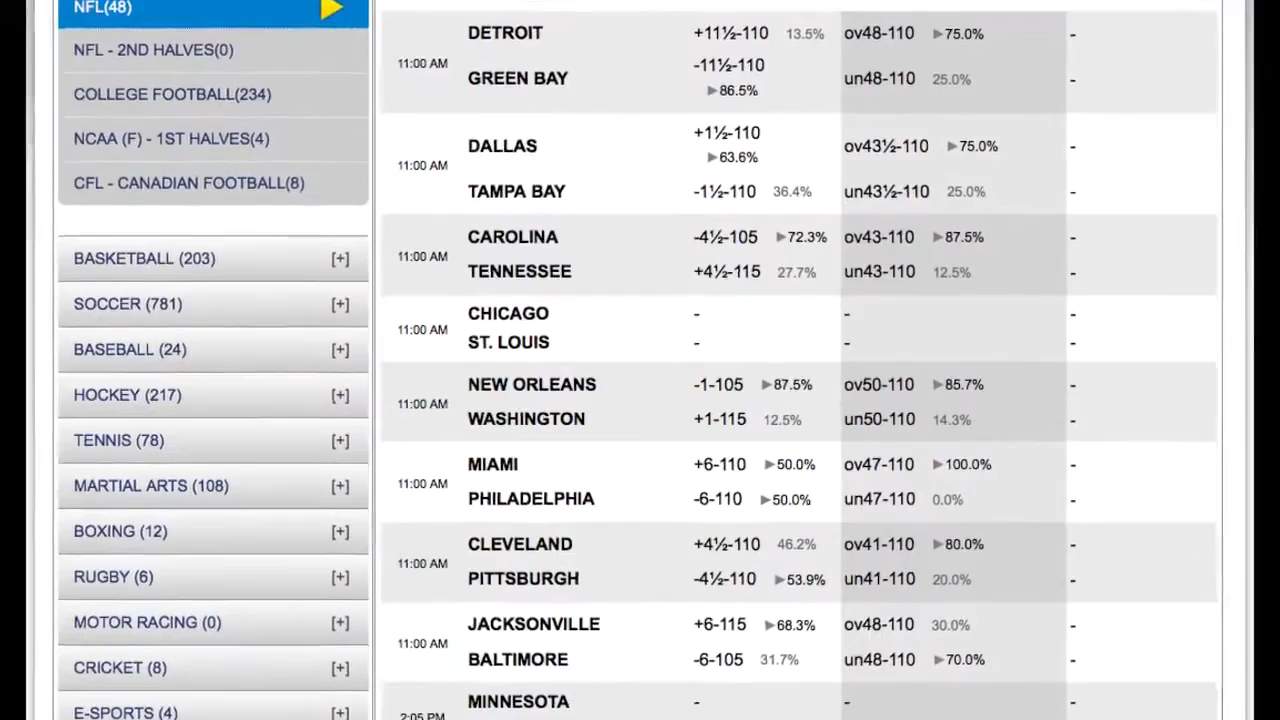 NFL(48)
NFL - 2ND HALVES(0)
COLLEGE FOOTBALL(234)
NCAA (F) - 1ST HALVES(4)
CFL - CANADIAN FOOTBALL(8)
BASKETBALL (203) [+]
SOCCER (781) [+]
BASEBALL (24) [+]
HOCKEY (217) [+]
TENNIS (78) [+]
MARTIAL ARTS (108) [+]
BOXING (12) [+]
RUGBY (6) [+]
MOTOR RACING (0) [+]
CRICKET (8) [+]
E-SPORTS (4) [+]
DETROIT +11½-110 13.5% ov48-110 ▶75.0% -
11:00 AM
GREEN BAY -11½-110 ▶86.5% un48-110 25.0% -
DALLAS +1½-110 ▶63.6% ov43½-110 ▶75.0% -
11:00 AM
TAMPA BAY -1½-110 36.4% un43½-110 25.0% -
CAROLINA -4½-105 ▶72.3% ov43-110 ▶87.5% -
11:00 AM
TENNESSEE +4½-115 27.7% un43-110 12.5% -
CHICAGO - - -
11:00 AM
ST. LOUIS - - -
NEW ORLEANS -1-105 ▶87.5% ov50-110 ▶85.7% -
11:00 AM
WASHINGTON +1-115 12.5% un50-110 14.3% -
MIAMI +6-110 ▶50.0% ov47-110 ▶100.0% -
11:00 AM
PHILADELPHIA -6-110 ▶50.0% un47-110 0.0% -
CLEVELAND +4½-110 46.2% ov41-110 ▶80.0% -
11:00 AM
PITTSBURGH -4½-110 ▶53.9% un41-110 20.0% -
JACKSONVILLE +6-115 ▶68.3% ov48-110 30.0% -
11:00 AM
BALTIMORE -6-105 31.7% un48-110 ▶70.0% -
MINNESOTA - - -
2:05 PM